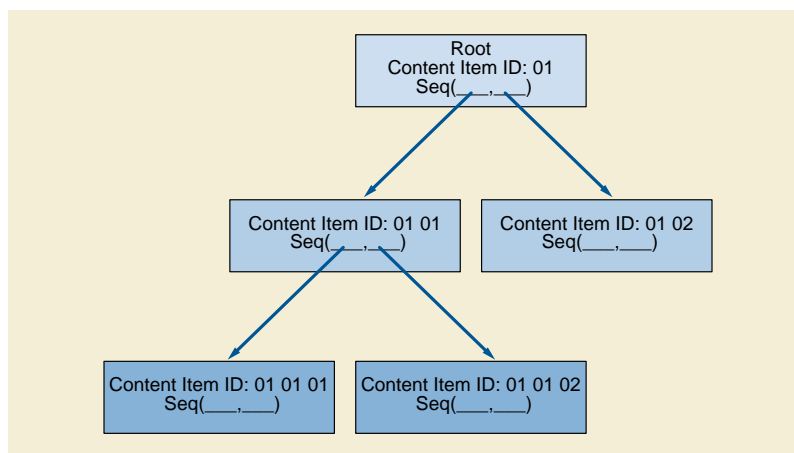 Root
Content Item ID: 01
Seq(___,___)
Content Item ID: 01 01
Seq(___,___)
Content Item ID: 01 02
Seq(___,___)
Content Item ID: 01 01 01
Seq(___,___)
Content Item ID: 01 01 02
Seq(___,___)